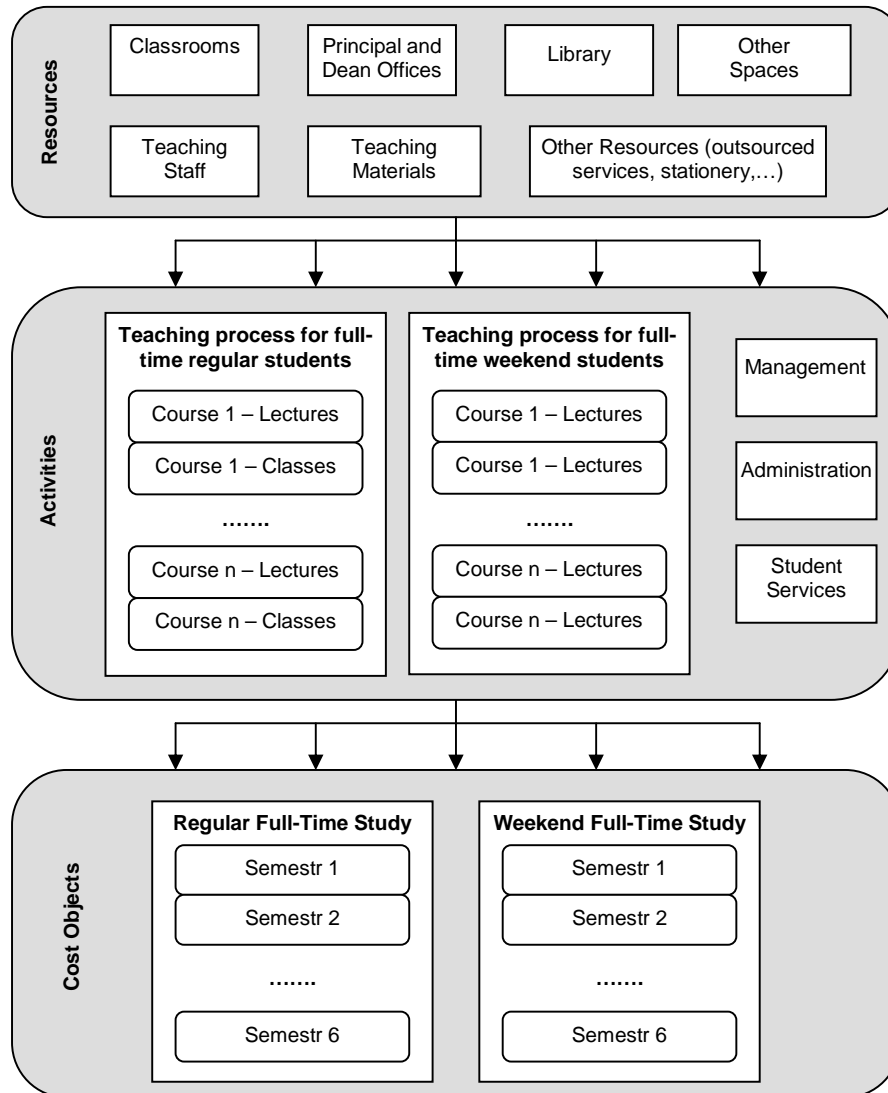 Resources
Classrooms
Principal and
Dean Offices
Library
Other
Spaces
Teaching
Staff
Teaching
Materials
Other Resources (outsourced
services, stationery,…)
Activities
Teaching process for full-
time regular students
Course 1 – Lectures
Course 1 – Classes
…….
Course n – Lectures
Course n – Classes
Teaching process for full-
time weekend students
Course 1 – Lectures
Course 1 – Lectures
…….
Course n – Lectures
Course n – Lectures
Management
Administration
Student
Services
Cost Objects
Regular Full-Time Study
Semestr 1
Semestr 2
…….
Semestr 6
Weekend Full-Time Study
Semestr 1
Semestr 2
…….
Semestr 6